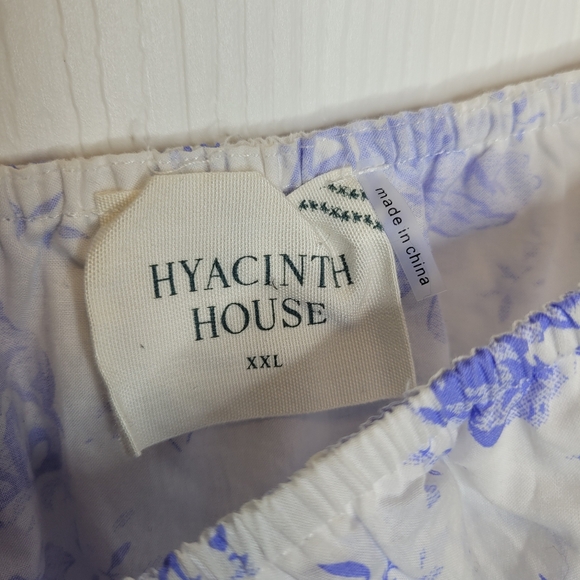 HYACINTH
HOUSE
XXL
made in china